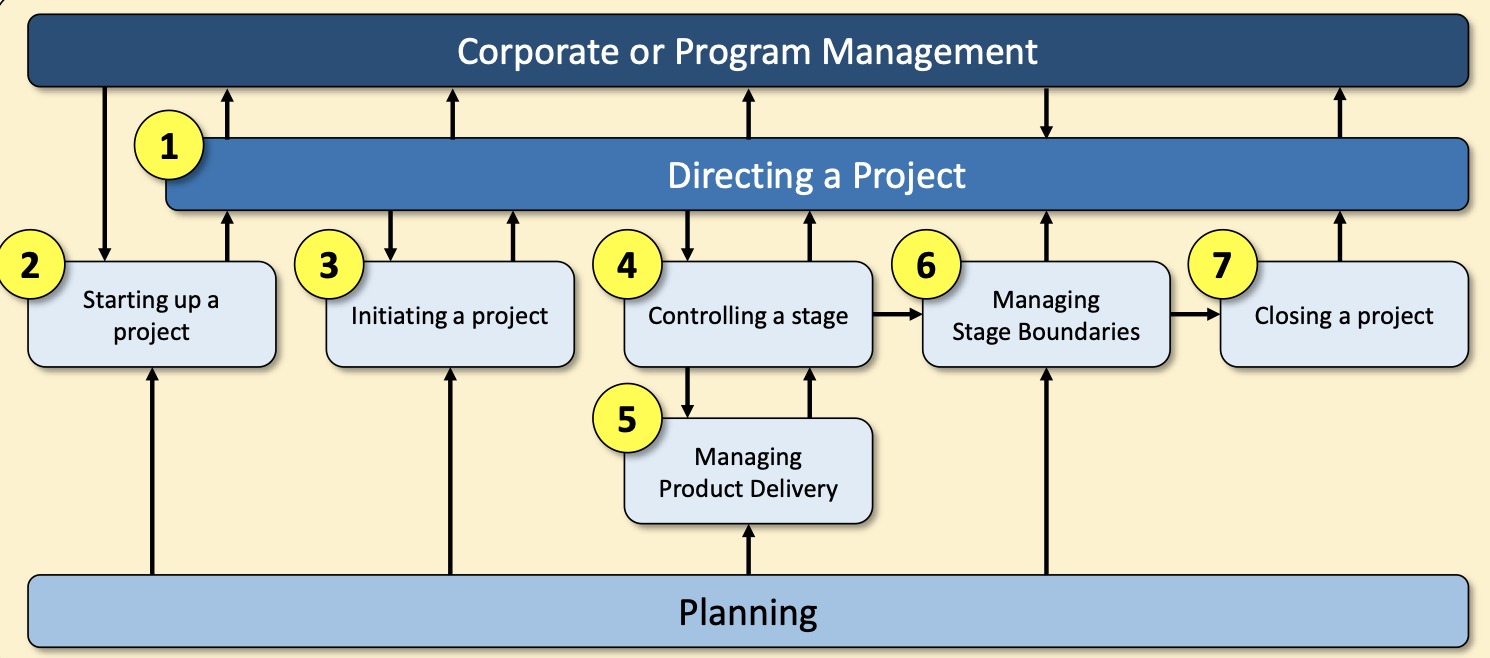 Corporate or Program Management
1
Directing a Project
2
Starting up a
project
3
Initiating a project
4
Controlling a stage
6
Managing
Stage Boundaries
7
Closing a project
5
Managing
Product Delivery
Planning